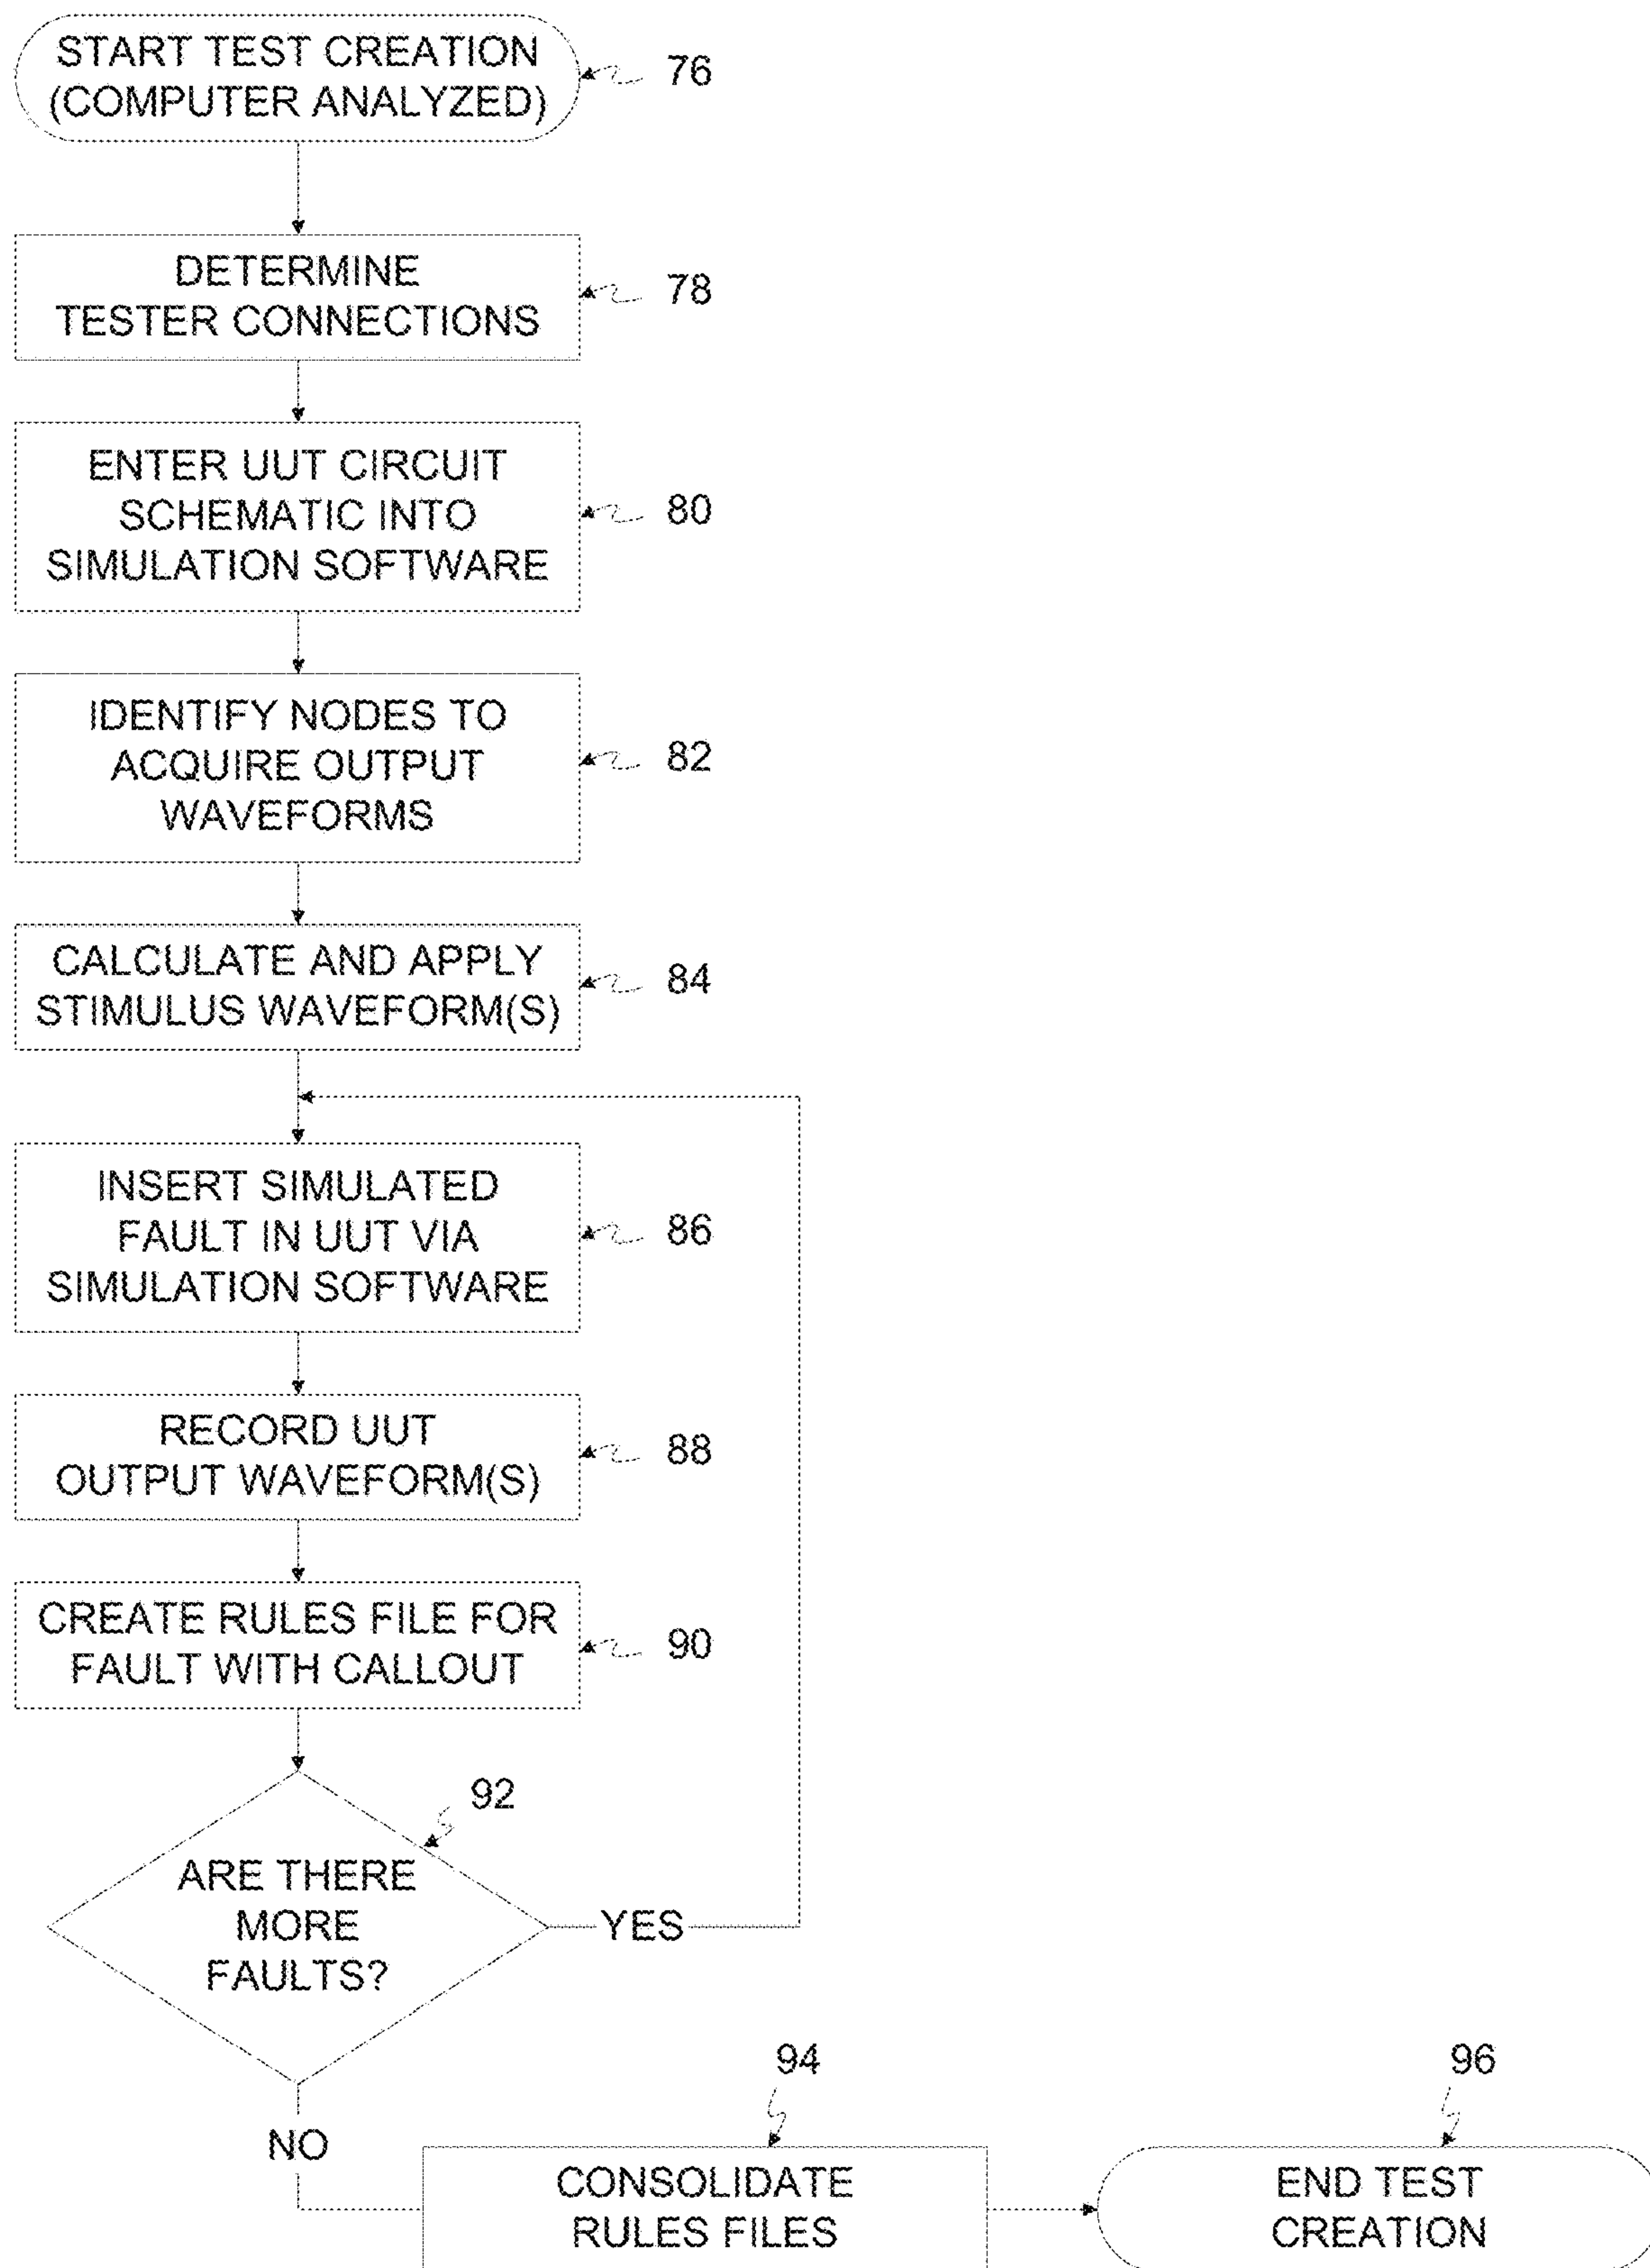 START TEST CREATION
(COMPUTER ANALYZED)
76
DETERMINE
TESTER CONNECTIONS
78
ENTER UUT CIRCUIT
SCHEMATIC INTO
SIMULATION SOFTWARE
80
IDENTIFY NODES TO
ACQUIRE OUTPUT
WAVEFORMS
82
CALCULATE AND APPLY
STIMULUS WAVEFORM(S)
84
INSERT SIMULATED
FAULT IN UUT VIA
SIMULATION SOFTWARE
86
RECORD UUT
OUTPUT WAVEFORM(S)
88
CREATE RULES FILE FOR
FAULT WITH CALLOUT
90
92
ARE THERE
MORE
FAULTS?
YES
NO
94
CONSOLIDATE
RULES FILES
96
END TEST
CREATION